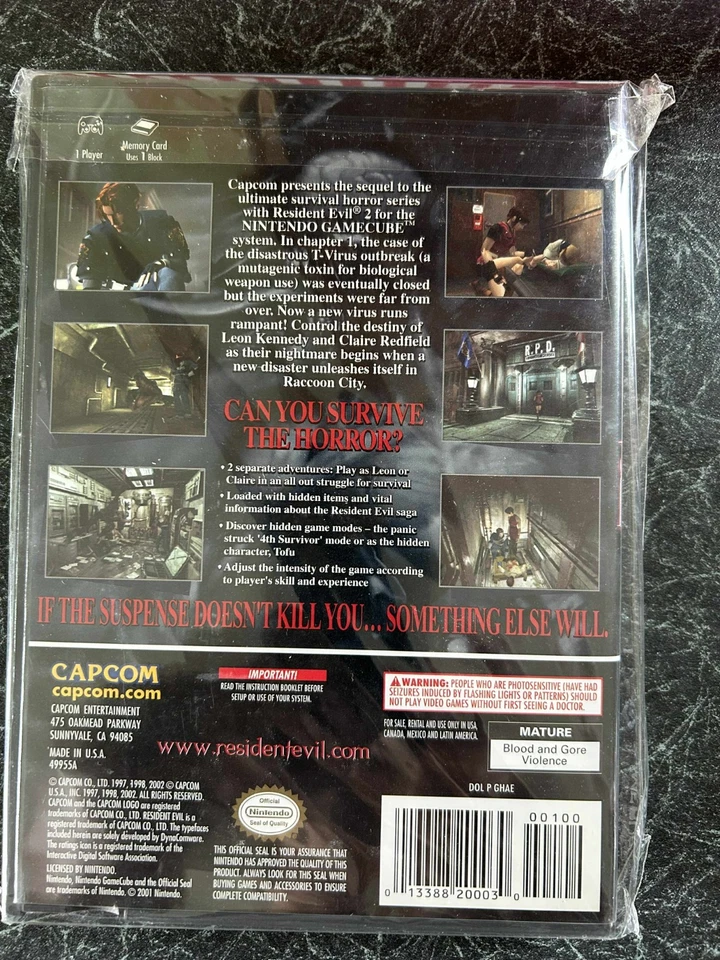 1 Player
Memory Card
Uses 1 Block
Capcom presents the sequel to the
ultimate survival horror series
with Resident Evil® 2 for the
NINTENDO GAMECUBE™
system. In chapter 1, the case of
the disastrous T-Virus outbreak (a
mutagenic toxin for biological
weapon use) was eventually closed
but the experiments were far from
over. Now a new virus runs
rampant! Control the destiny of
Leon Kennedy and Claire Redfield
as their nightmare begins when a
new disaster unleashes itself in
Raccoon City.
R.P.D.
CAN YOU SURVIVE
THE HORROR?
• 2 separate adventures: Play as Leon or
Claire in an all out struggle for survival
• Loaded with hidden items and vital
information about the Resident Evil saga
• Discover hidden game modes – the panic
struck '4th Survivor' mode or as the hidden
character, Tofu
• Adjust the intensity of the game according
to player's skill and experience
IF THE SUSPENSE DOESN'T KILL YOU... SOMETHING ELSE WILL.
CAPCOM
capcom.com
CAPCOM ENTERTAINMENT
475 OAKMEAD PARKWAY
SUNNYVALE, CA 94085
MADE IN U.S.A.
49955A
IMPORTANT!
READ THE INSTRUCTION BOOKLET BEFORE
SETUP OR USE OF YOUR SYSTEM.
WARNING: PEOPLE WHO ARE PHOTOSENSITIVE (HAVE HAD
SEIZURES INDUCED BY FLASHING LIGHTS OR PATTERNS) SHOULD
NOT PLAY VIDEO GAMES WITHOUT FIRST SEEING A DOCTOR.
FOR SALE, RENTAL AND USE ONLY IN USA,
CANADA, MEXICO AND LATIN AMERICA.
MATURE
Blood and Gore
Violence
www.residentevil.com
DOL P GHAE
© CAPCOM CO., LTD. 1997, 1998, 2002 © CAPCOM
U.S.A., INC. 1997, 1998, 2002. ALL RIGHTS RESERVED.
CAPCOM and the CAPCOM LOGO are registered
trademarks of CAPCOM CO., LTD. RESIDENT EVIL is a
registered trademark of CAPCOM CO., LTD. The typefaces
included herein are solely developed by DynaComware.
The ratings icon is a registered trademark of the
Interactive Digital Software Association.
LICENSED BY NINTENDO.
Nintendo, Nintendo GameCube and the Official Seal
are trademarks of Nintendo. © 2001 Nintendo.
Official
Nintendo
Seal of Quality
THIS OFFICIAL SEAL IS YOUR ASSURANCE THAT
NINTENDO HAS APPROVED THE QUALITY OF THIS
PRODUCT. ALWAYS LOOK FOR THIS SEAL WHEN
BUYING GAMES AND ACCESSORIES TO ENSURE
COMPLETE COMPATIBILITY.
00100
0 13388 20003 0